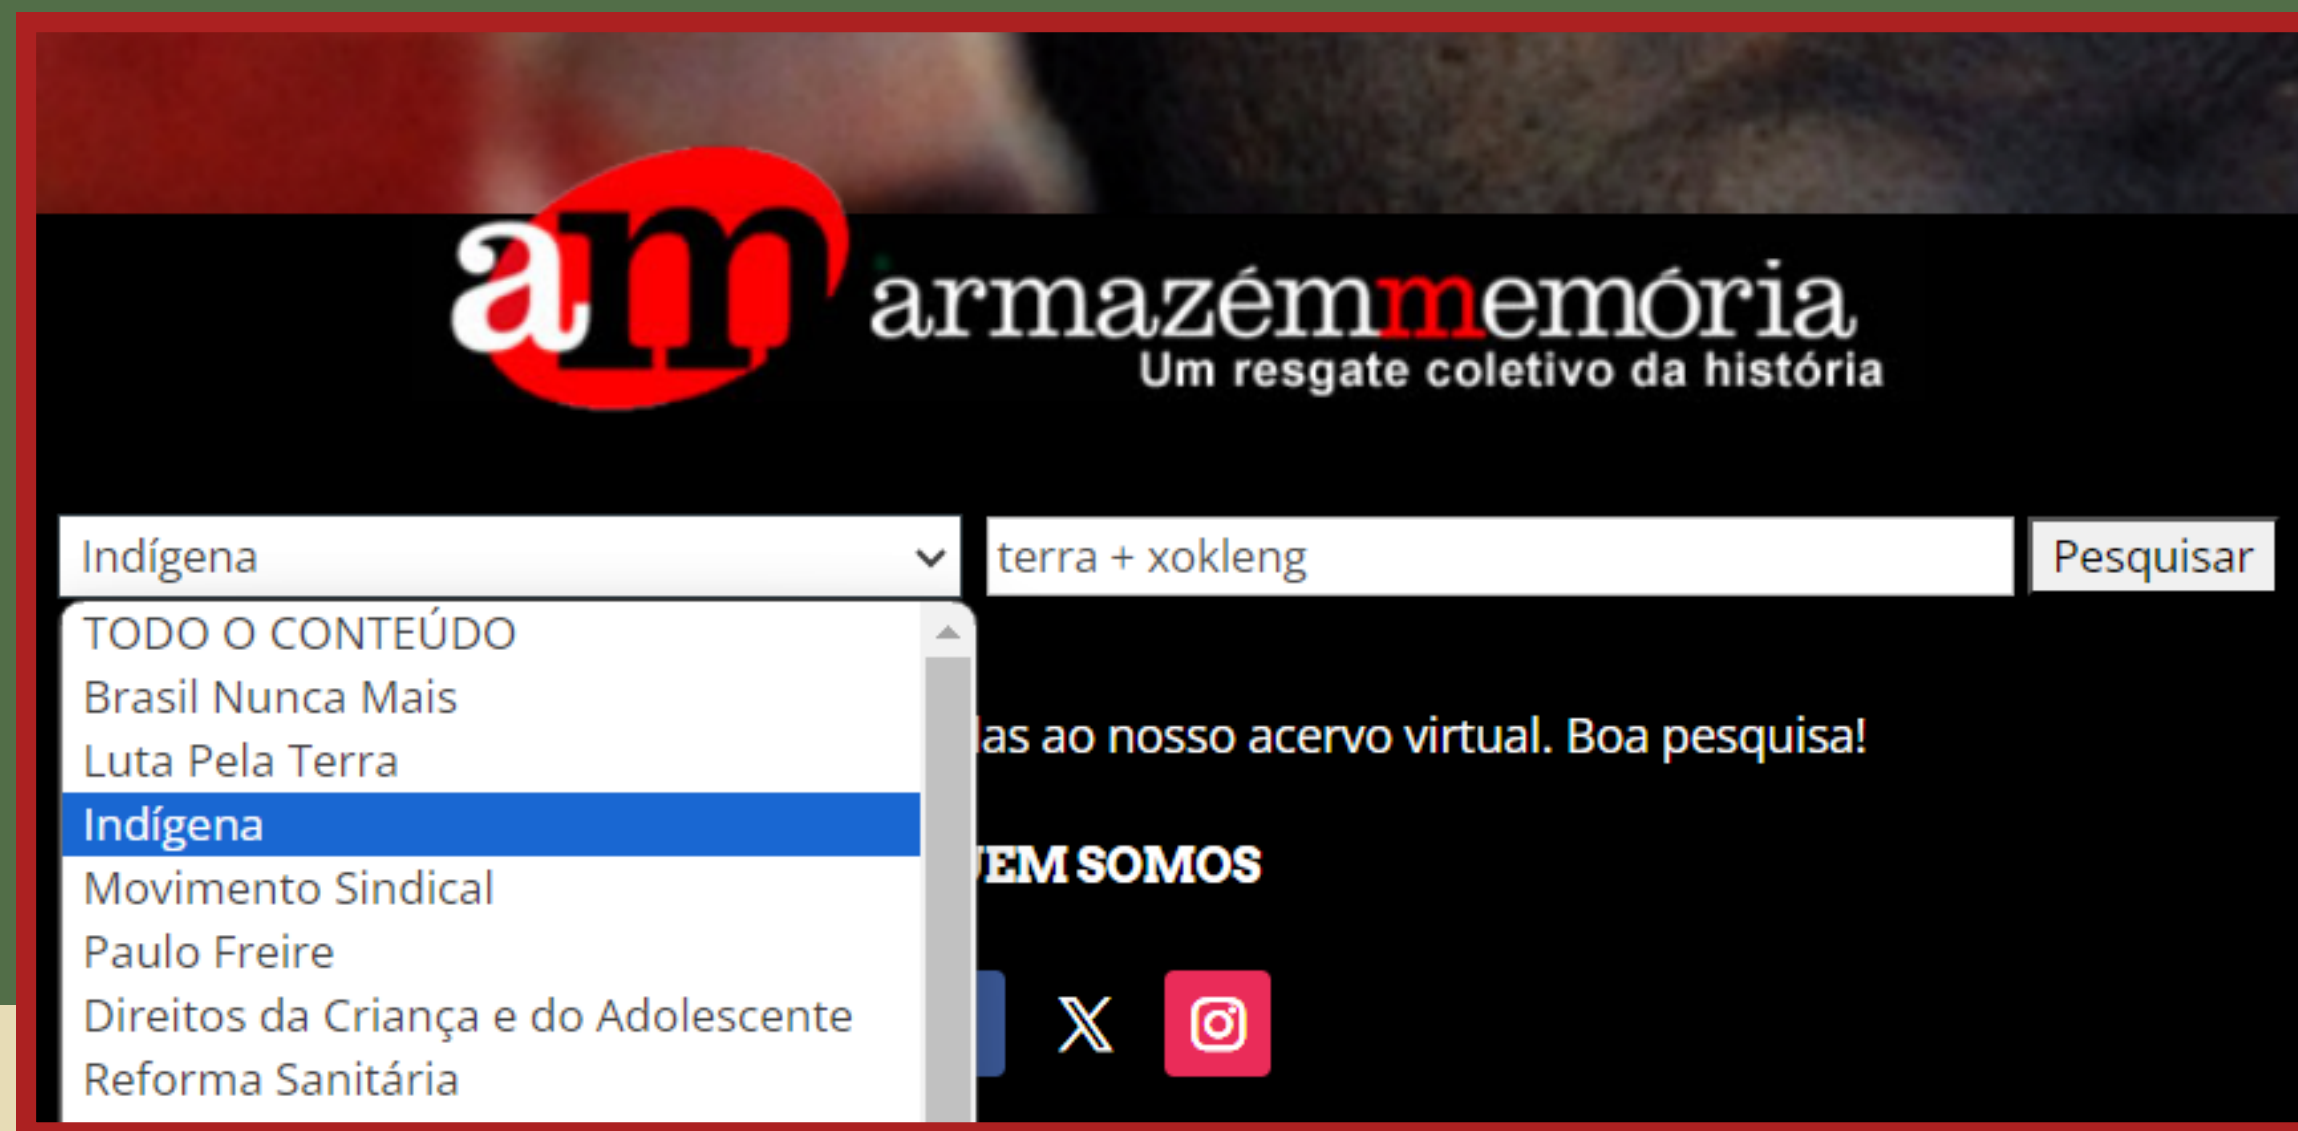 am armazémmemória
Um resgate coletivo da história
Indígena terra + xokleng Pesquisar
TODO O CONTEÚDO
Brasil Nunca Mais
Luta Pela Terra
ao nosso acervo virtual. Boa pesquisa!
Indígena
SOMOS
Movimento Sindical
Paulo Freire
Direitos da Criança e do Adolescente
Reforma Sanitária